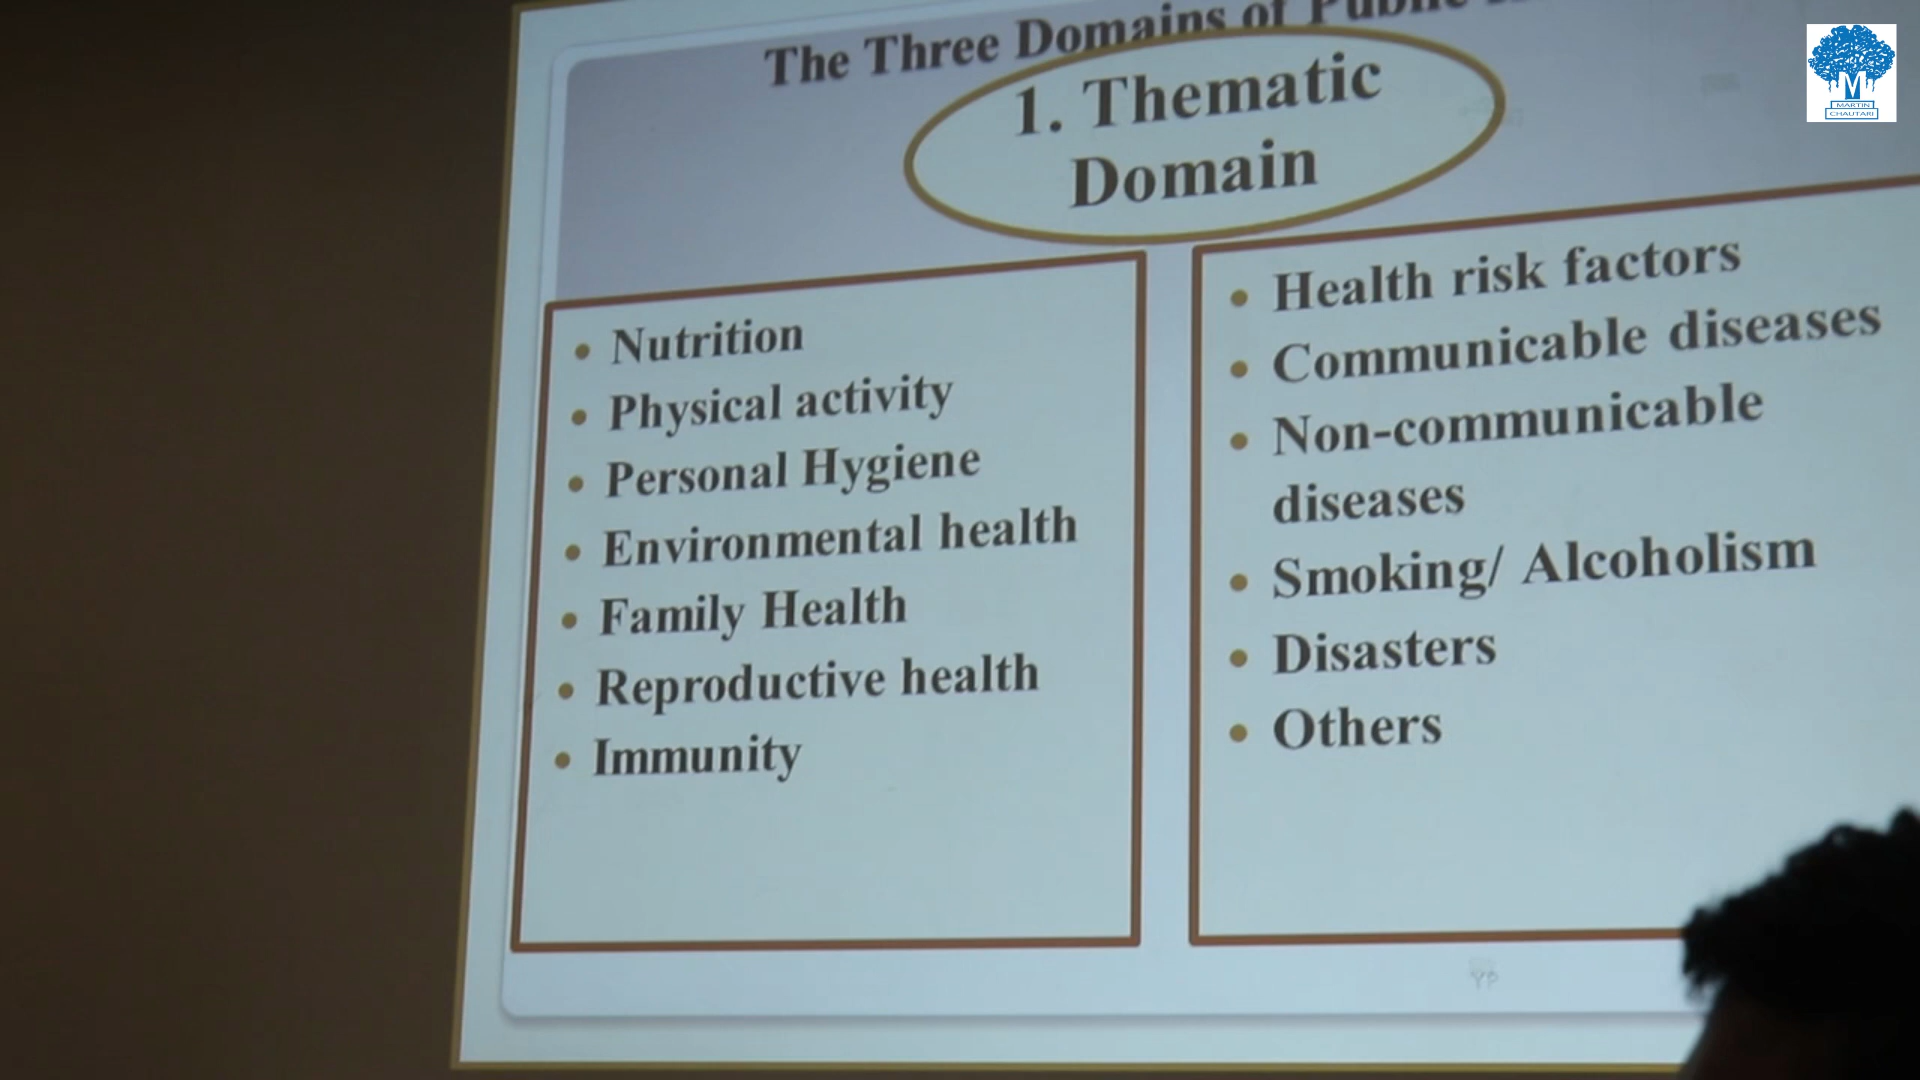 The Three Domains of Public
1. Thematic
Domain
• Nutrition
• Physical activity
• Personal Hygiene
• Environmental health
• Family Health
• Reproductive health
• Immunity
• Health risk factors
• Communicable diseases
• Non-communicable
diseases
• Smoking/ Alcoholism
• Disasters
• Others
M
MARTIN
CHAUTARI